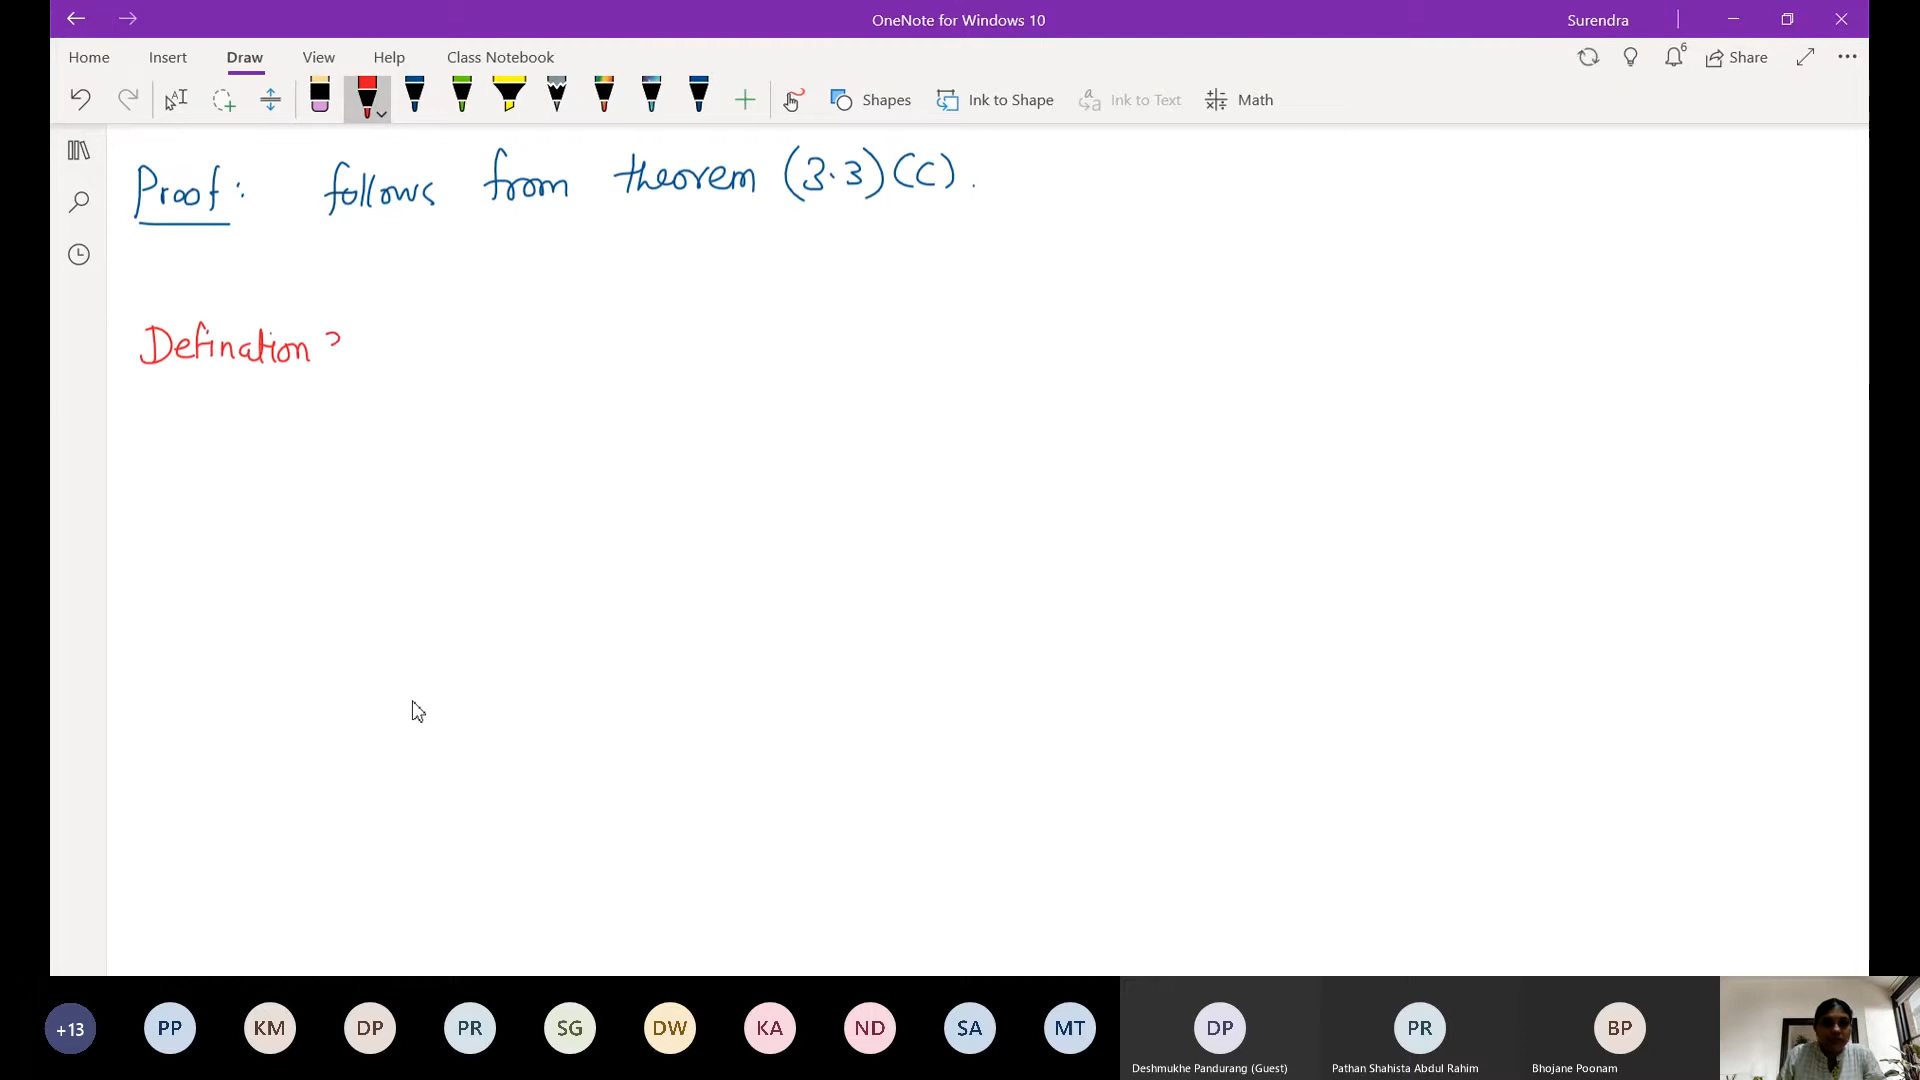 OneNote for Windows 10
Surendra
Home Insert Draw View Help Class Notebook
6
Share
Shapes Ink to Shape Ink to Text Math
Proof: follows from theorem (3.3)(C).
Defination :
+13 PP KM DP PR SG DW KA ND SA MT DP PR BP
Deshmukhe Pandurang (Guest) Pathan Shahista Abdul Rahim Bhojane Poonam